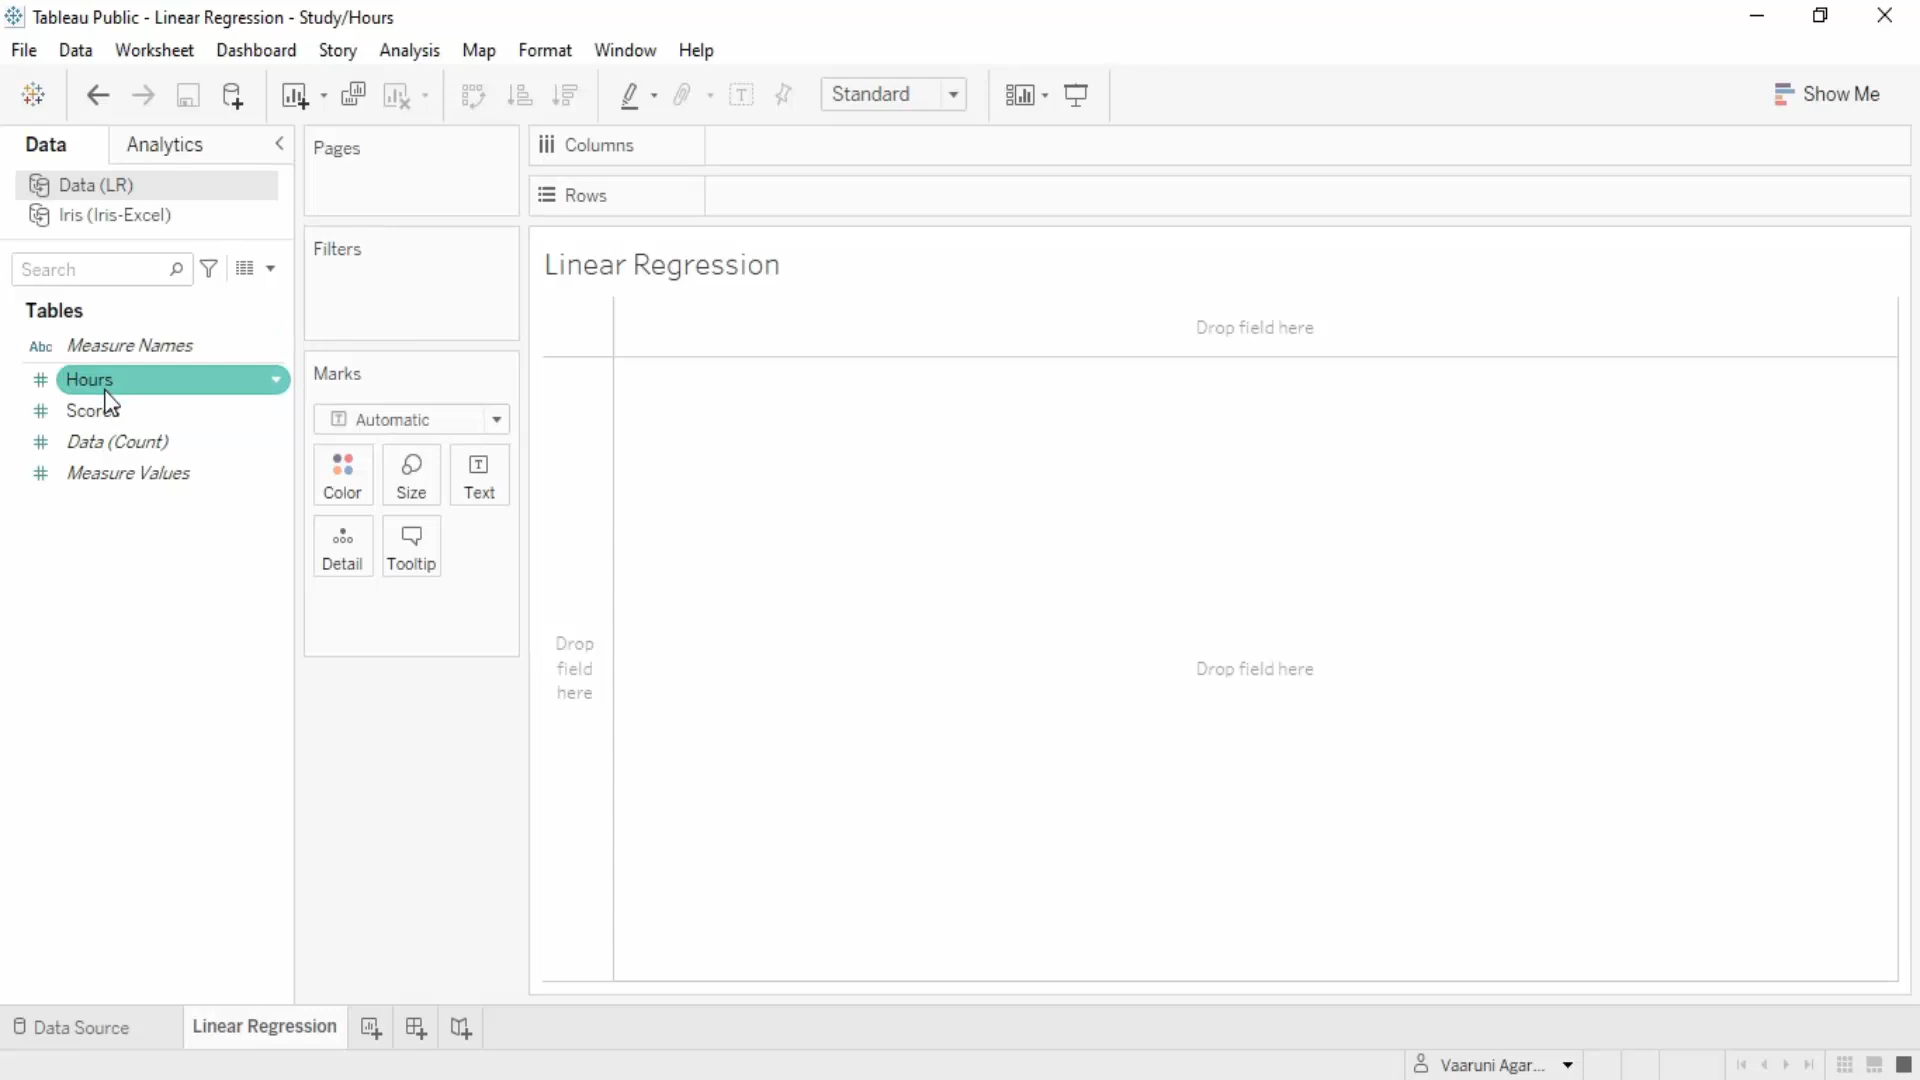 Tableau Public - Linear Regression - Study/Hours
File Data Worksheet Dashboard Story Analysis Map Format Window Help
Standard
Show Me
Data Analytics
Data (LR)
Iris (Iris-Excel)
Search
Tables
Abc Measure Names
# Hours
# Scores
# Data (Count)
# Measure Values
Pages
Filters
Marks
T Automatic
Color Size Text
Detail Tooltip
Columns
Rows
Linear Regression
Drop field here
Drop
field
here
Drop field here
Data Source Linear Regression
Vaaruni Agar...